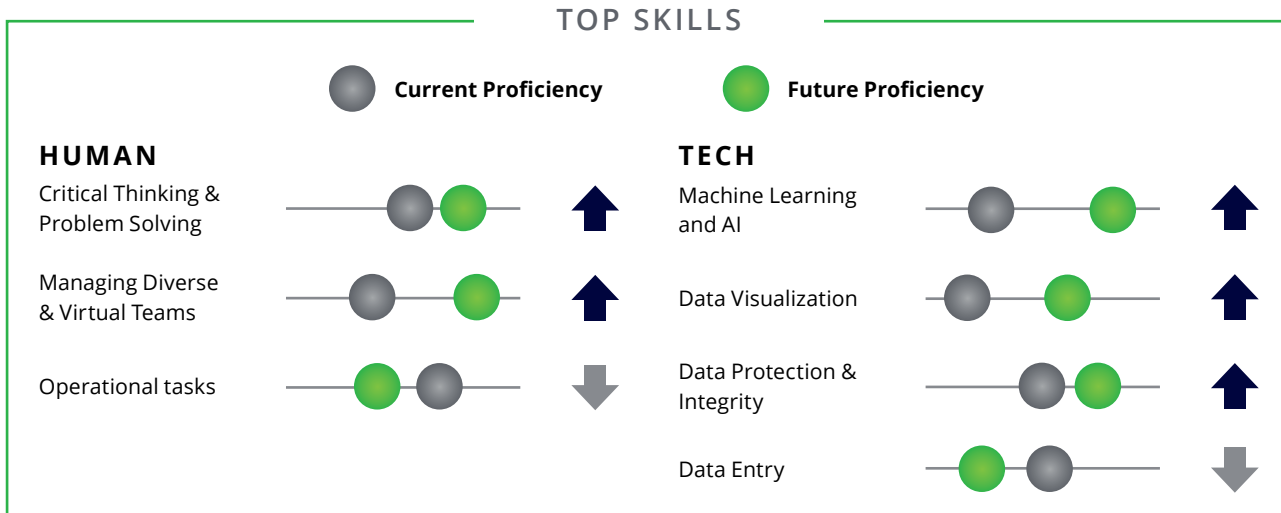 TOP SKILLS
Current Proficiency
Future Proficiency
HUMAN
Critical Thinking &
Problem Solving
Managing Diverse
& Virtual Teams
Operational tasks
TECH
Machine Learning
and AI
Data Visualization
Data Protection &
Integrity
Data Entry